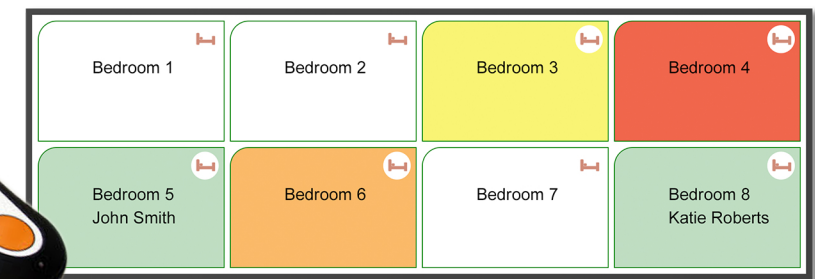 Bedroom 1
Bedroom 2
Bedroom 3
Bedroom 4
Bedroom 5
John Smith
Bedroom 6
Bedroom 7
Bedroom 8
Katie Roberts